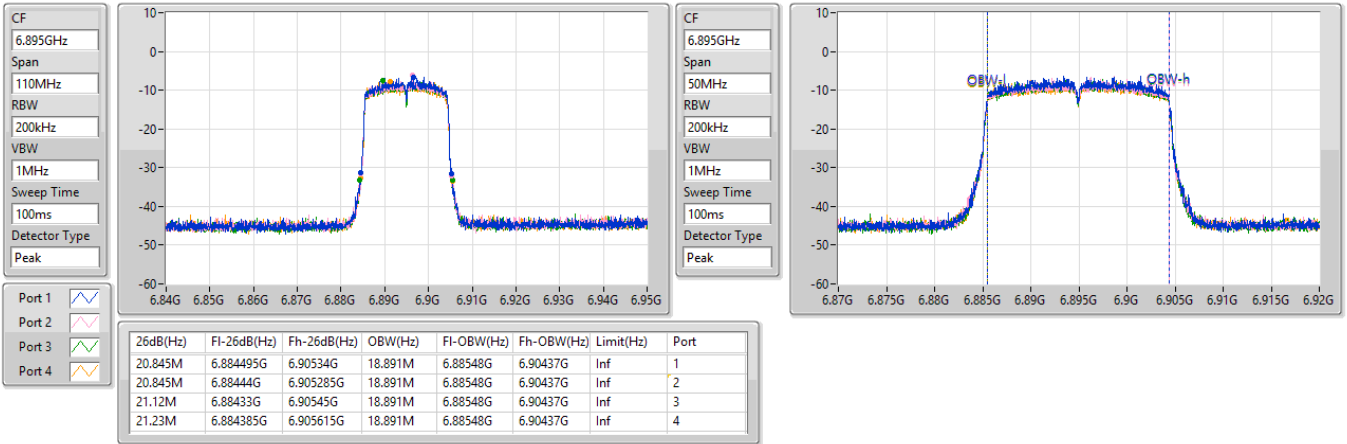 CF
6.895GHz
Span
110MHz
RBW
200kHz
VBW
1MHz
Sweep Time
100ms
Detector Type
Peak
10-
0-
-10-
-20-
-30-
-40-
-50-
-60-
6.84G 6.85G 6.86G 6.87G 6.88G 6.89G 6.9G 6.91G 6.92G 6.93G 6.94G 6.95G
CF
6.895GHz
Span
50MHz
RBW
200kHz
VBW
1MHz
Sweep Time
100ms
Detector Type
Peak
10-
0-
-10-
-20-
-30-
-40-
-50-
-60-
OBW-l OBW-h
6.87G 6.875G 6.88G 6.885G 6.89G 6.895G 6.9G 6.905G 6.91G 6.915G 6.92G
Port 1
Port 2
Port 3
Port 4
26dB(Hz) Fl-26dB(Hz) Fh-26dB(Hz) OBW(Hz) Fl-OBW(Hz) Fh-OBW(Hz) Limit(Hz) Port
20.845M 6.884495G 6.90534G 18.891M 6.88548G 6.90437G Inf 1
20.845M 6.88444G 6.905285G 18.891M 6.88548G 6.90437G Inf 2
21.12M 6.88433G 6.90545G 18.891M 6.88548G 6.90437G Inf 3
21.23M 6.884385G 6.905615G 18.891M 6.88548G 6.90437G Inf 4